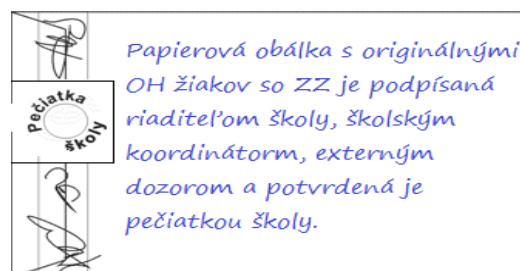 Papierová obálka s originálnými
OH žiakov so ZZ je podpísaná
riaditeľom školy, školským
koordinátorm, externým
dozorom a potvrdená je
pečiatkou školy.
Pečiatka
školy